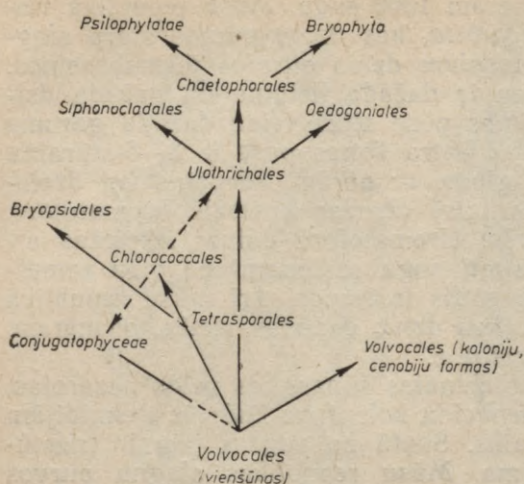 Psilophytatae
Bryophyta
Chaetophorales
Siphonocladales
Oedogoniales
Ulothrichales
Bryopsidales
Chlorococcales
Tetrasporales
Conjugatophyceae
Volvocales (koloniju,
cenobiju formas)
Volvocales
(vienšūnas)